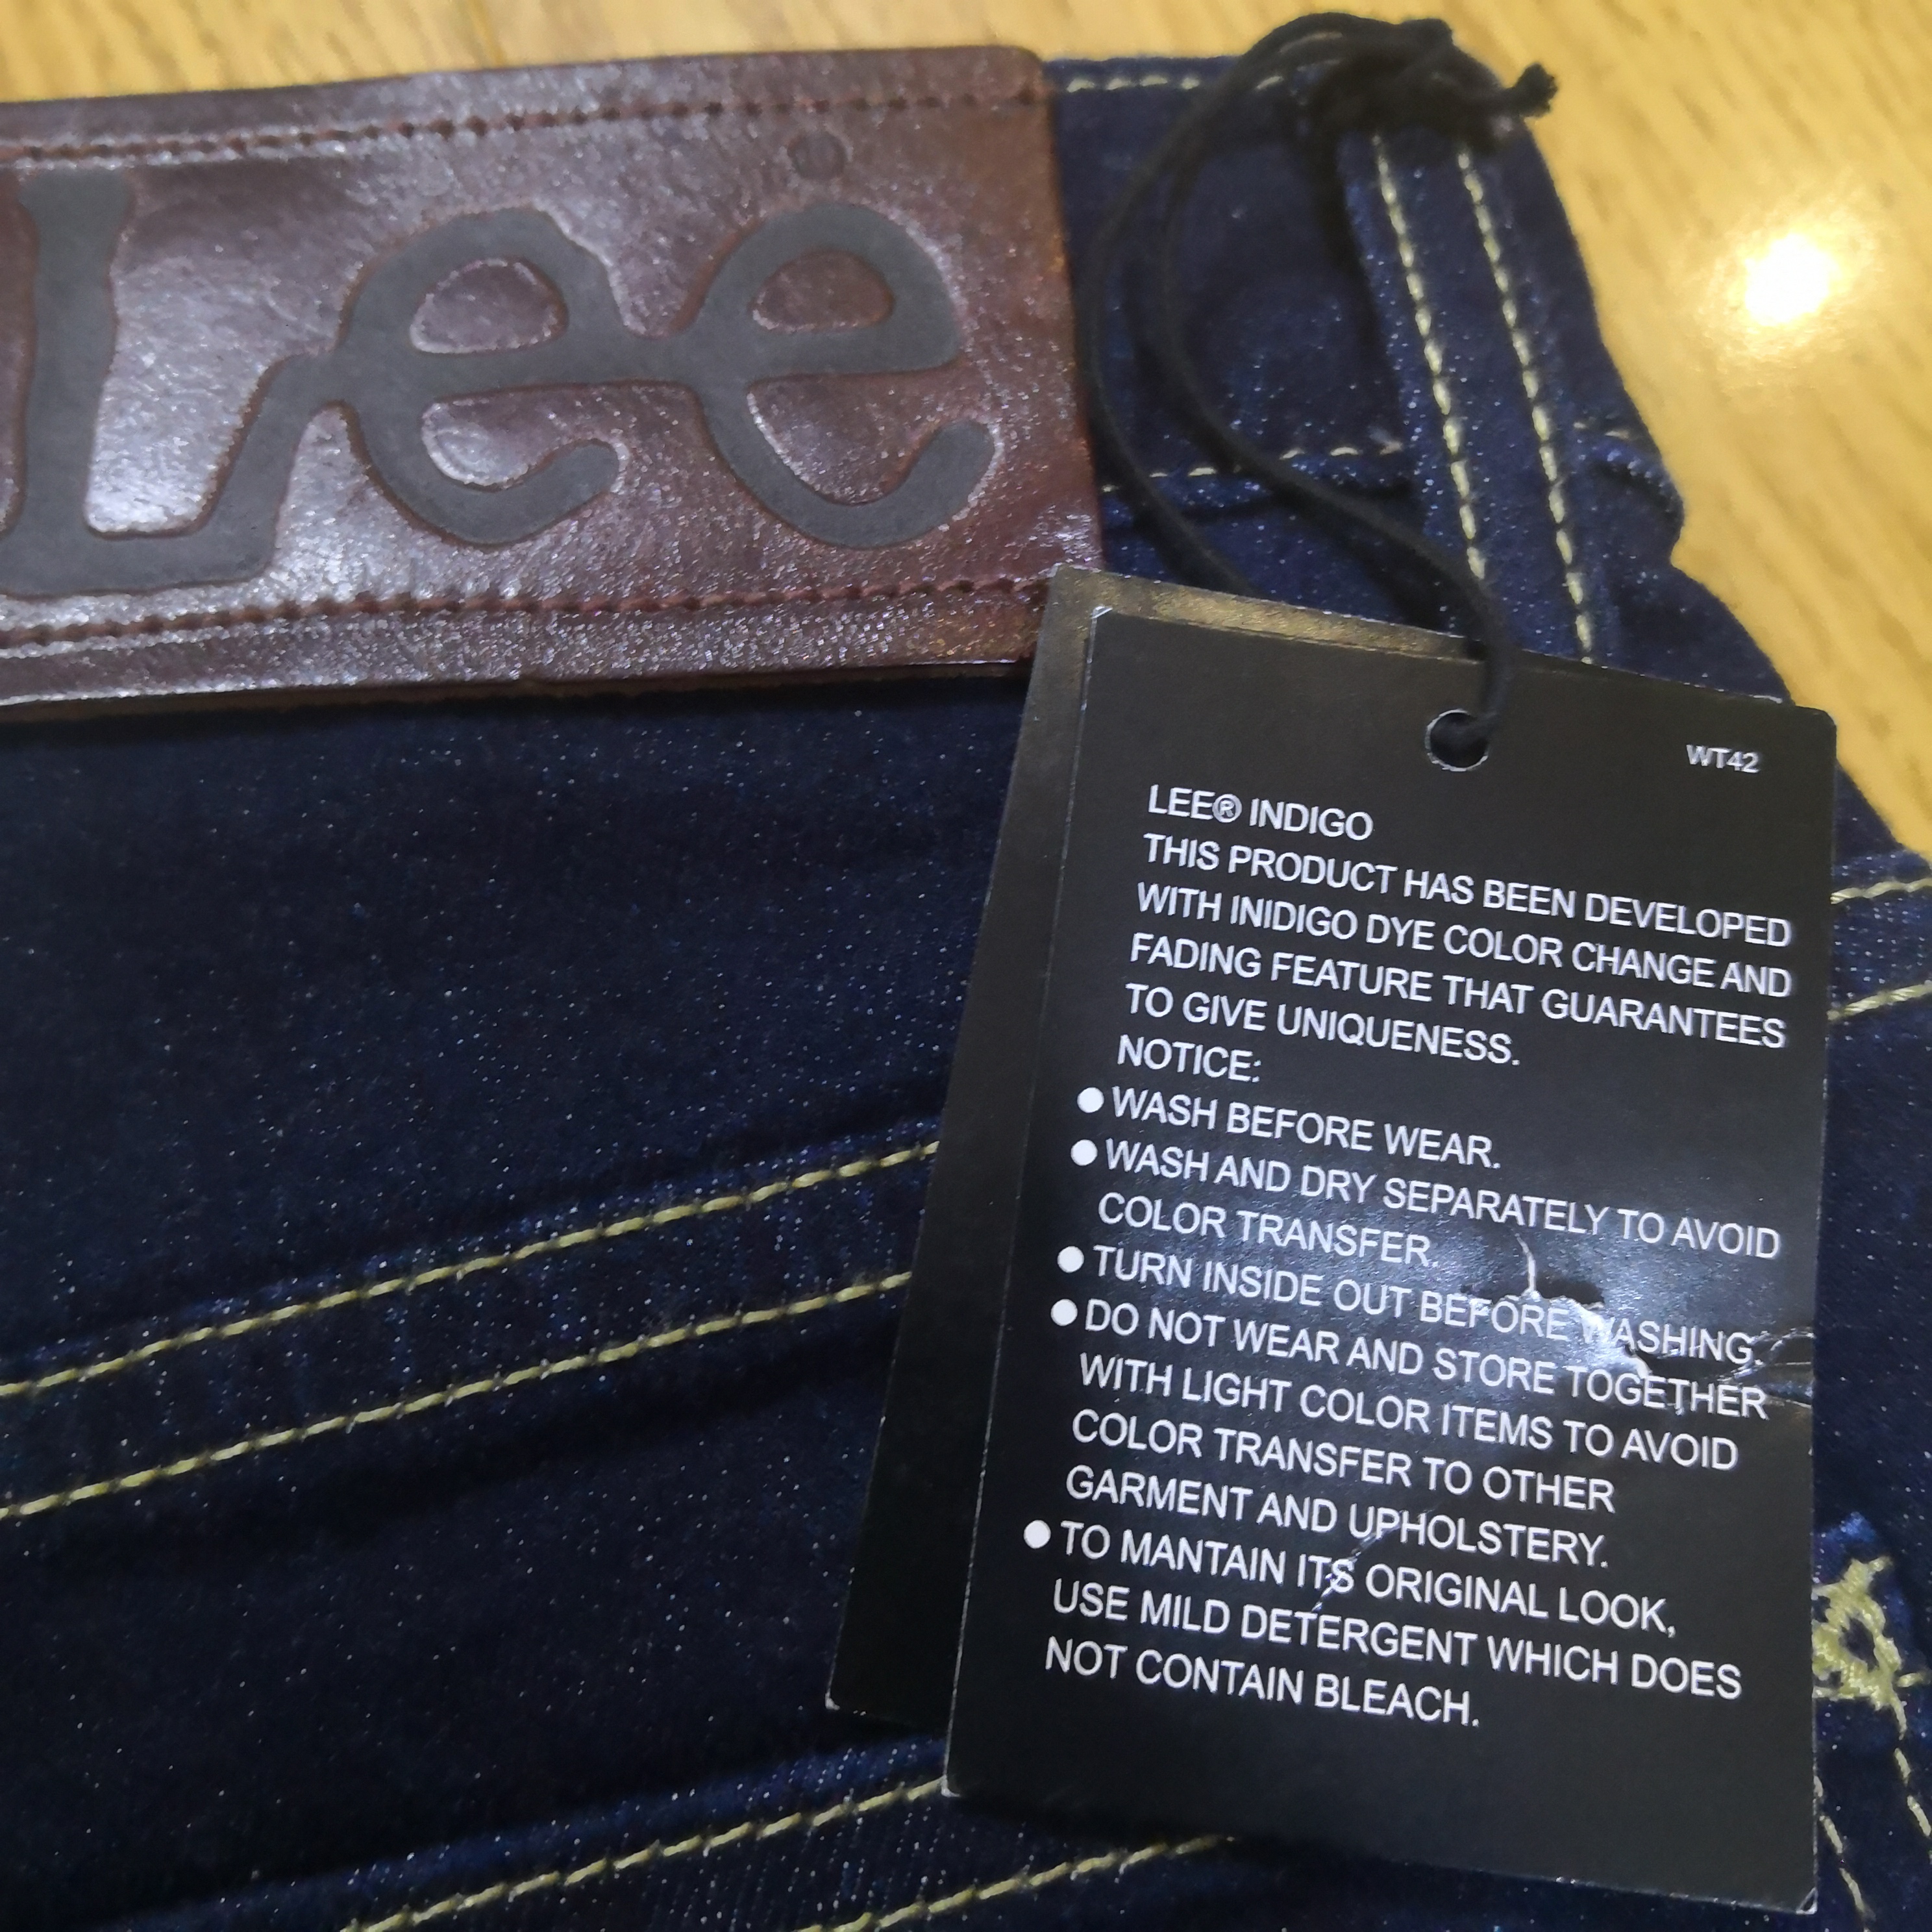 Lee
WT42
LEE® INDIGO
THIS PRODUCT HAS BEEN DEVELOPED
WITH INIDIGO DYE COLOR CHANGE AND
FADING FEATURE THAT GUARANTEES
TO GIVE UNIQUENESS.
NOTICE:
● WASH BEFORE WEAR.
● WASH AND DRY SEPARATELY TO AVOID
COLOR TRANSFER.
● TURN INSIDE OUT BEFORE WASHING.
● DO NOT WEAR AND STORE TOGETHER
WITH LIGHT COLOR ITEMS TO AVOID
COLOR TRANSFER TO OTHER
GARMENT AND UPHOLSTERY.
● TO MANTAIN ITS ORIGINAL LOOK,
USE MILD DETERGENT WHICH DOES
NOT CONTAIN BLEACH.